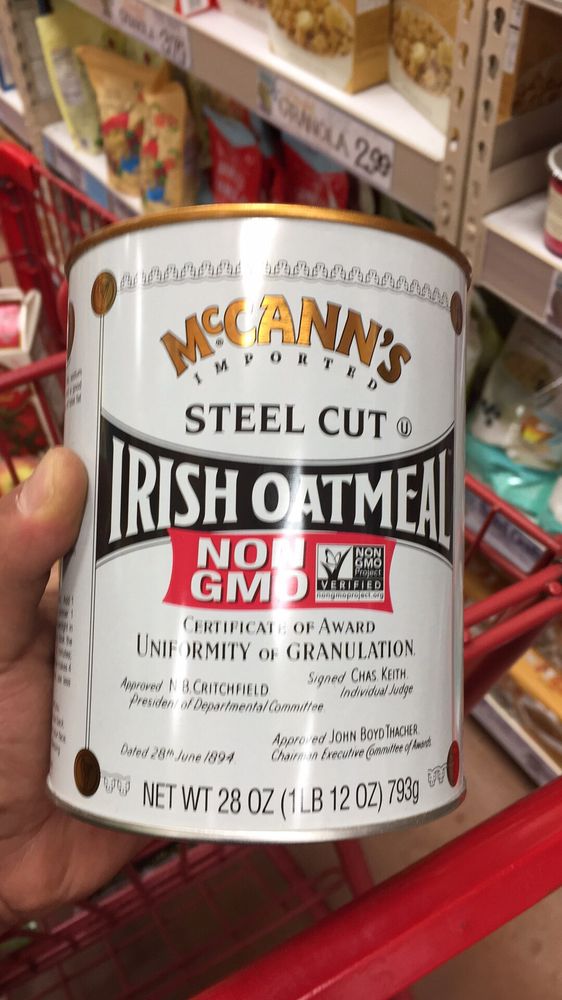 GRANOLA 2.99
McCANN'S
®
IMPORTED
STEEL CUT U
IRISH OATMEAL™
NON
GMO
NON
GMO
Project
VERIFIED
nongmoproject.org
CERTIFICATE OF AWARD
UNIFORMITY OF GRANULATION.
Approved N.B.CRITCHFIELD
President of Departmental Committee
Signed CHAS. KEITH.
Individual Judge
Dated 28th June 1894
Approved JOHN BOYD THACHER.
Chairman Executive Committee of Awards
NET WT 28 OZ (1LB 12 OZ) 793g